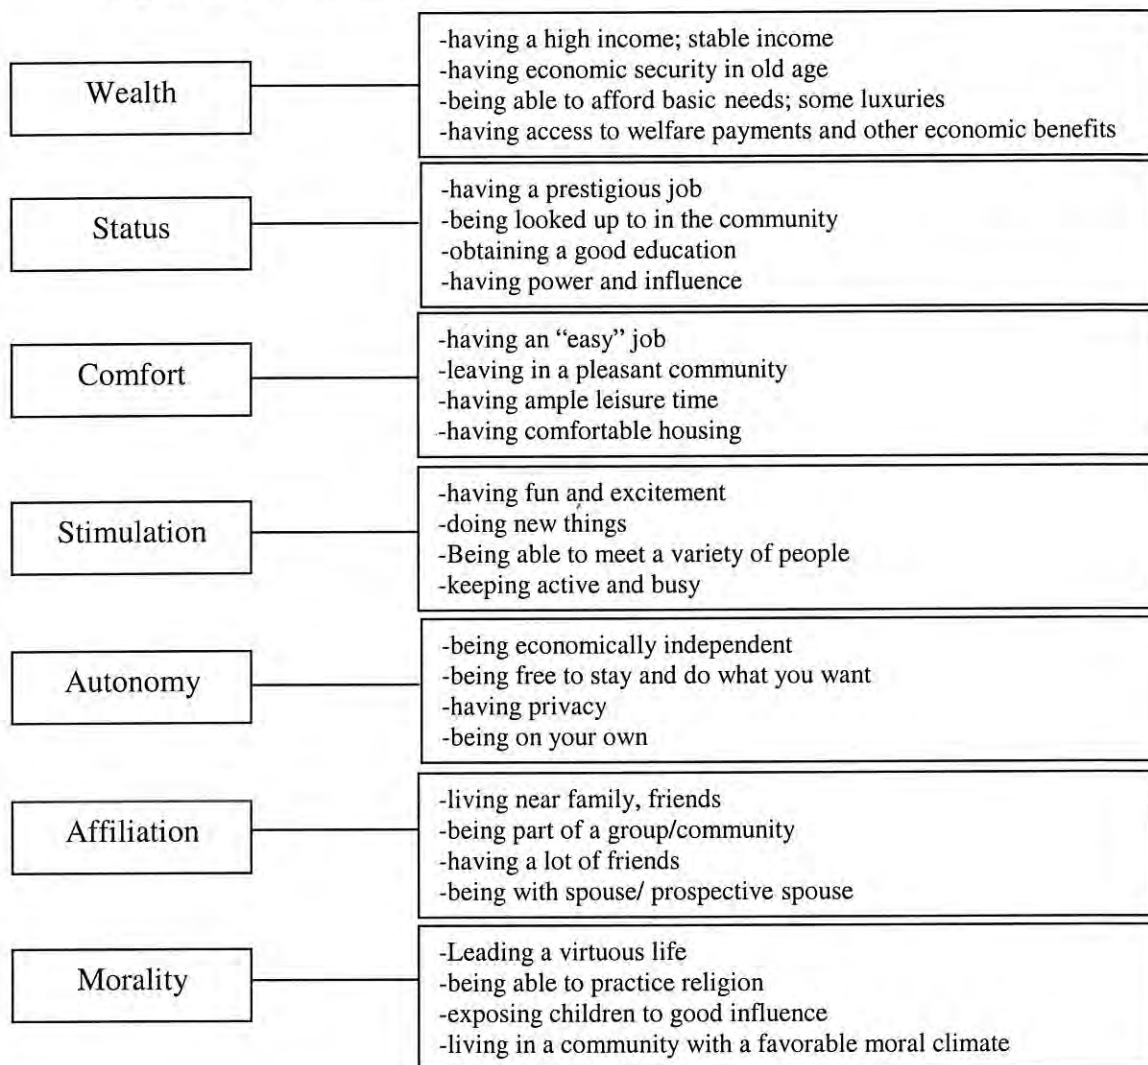 Wealth
-having a high income; stable income
-having economic security in old age
-being able to afford basic needs; some luxuries
-having access to welfare payments and other economic benefits
Status
-having a prestigious job
-being looked up to in the community
-obtaining a good education
-having power and influence
Comfort
-having an “easy” job
-leaving in a pleasant community
-having ample leisure time
-having comfortable housing
Stimulation
-having fun and excitement
-doing new things
-Being able to meet a variety of people
-keeping active and busy
Autonomy
-being economically independent
-being free to stay and do what you want
-having privacy
-being on your own
Affiliation
-living near family, friends
-being part of a group/community
-having a lot of friends
-being with spouse/ prospective spouse
Morality
-Leading a virtuous life
-being able to practice religion
-exposing children to good influence
-living in a community with a favorable moral climate